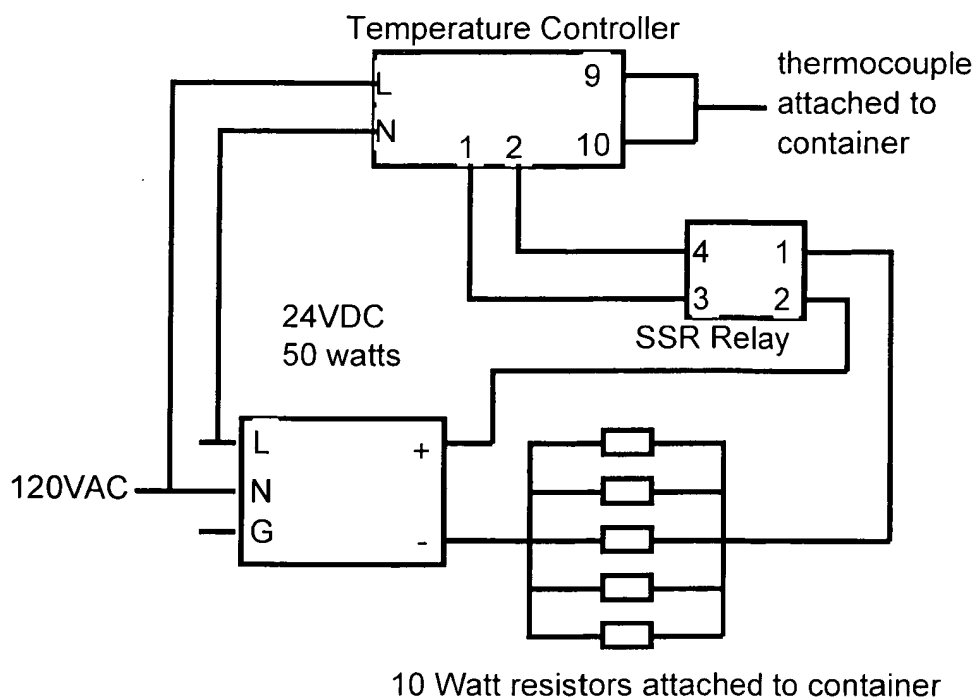 Temperature Controller
L
9
thermocouple
attached to
container
N
1 2 10
4 1
3 2
SSR Relay
24VDC
50 watts
L +
120VAC
N
G -
10 Watt resistors attached to container